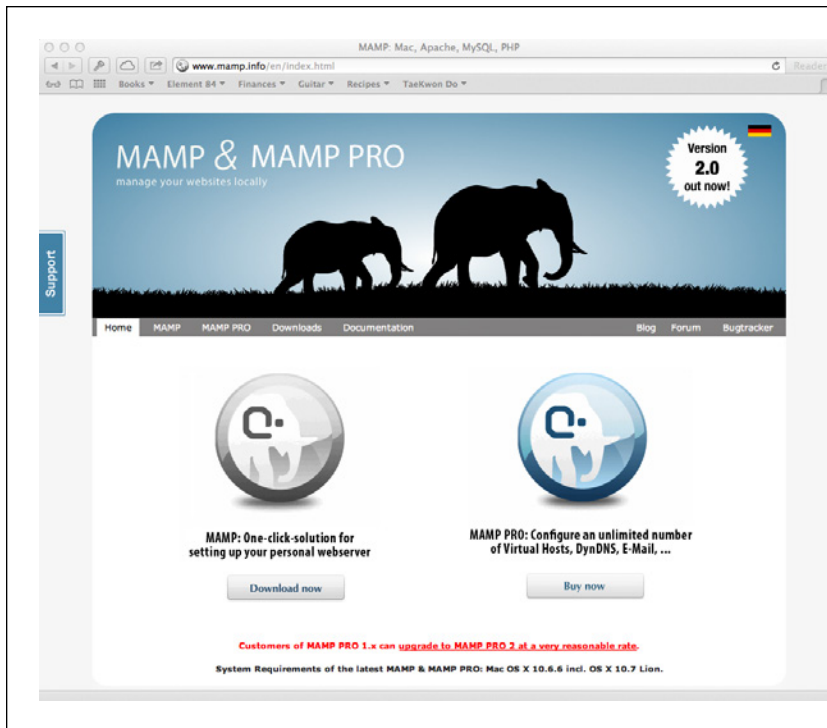 MAMP: Mac, Apache, MySQL, PHP
www.mamp.info/en/index.html
Reader
Books Element 84 Finances Guitar Recipes TaeKwon Do
MAMP & MAMP PRO
manage your websites locally
Version
2.0
out now!
Support
Home MAMP MAMP PRO Downloads Documentation Blog Forum Bugtracker
MAMP: One-click-solution for
setting up your personal webserver
Download now
MAMP PRO: Configure an unlimited number
of Virtual Hosts, DynDNS, E-Mail, ...
Buy now
Customers of MAMP PRO 1.x can upgrade to MAMP PRO 2 at a very reasonable rate.
System Requirements of the latest MAMP & MAMP PRO: Mac OS X 10.6.6 incl. OS X 10.7 Lion.